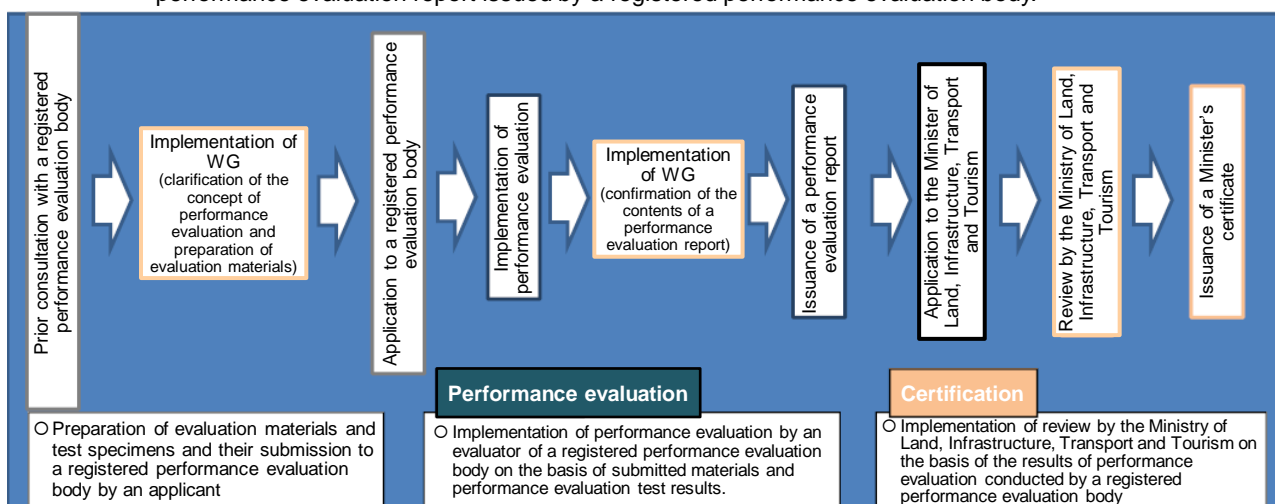 performance evaluation report issued by a registered performance evaluation body.
Prior consultation with a registered
performance evaluation body
Implementation of
WG
(clarification of the
concept of
performance
evaluation and
preparation of
evaluation materials)
Application to a registered performance
evaluation body
Implementation of
performance evaluation
Implementation
of WG
(confirmation of the
contents of a
performance
evaluation report)
Issuance of a performance
evaluation report
Application to the Minister of
Land, Infrastructure, Transport
and Tourism
Review by the Ministry of Land,
Infrastructure, Transport and
Tourism
Issuance of a Minister's
certificate
Performance evaluation
Certification
○ Preparation of evaluation materials and
test specimens and their submission to
a registered performance evaluation
body by an applicant
○ Implementation of performance evaluation by an
evaluator of a registered performance evaluation
body on the basis of submitted materials and
performance evaluation test results.
○ Implementation of review by the Ministry of
Land, Infrastructure, Transport and Tourism on
the basis of the results of performance
evaluation conducted by a registered
performance evaluation body